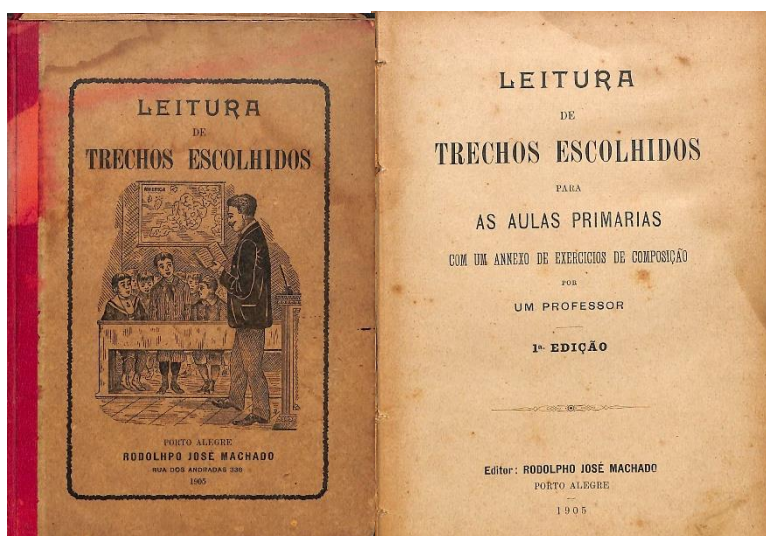 LEITURA
DE
TRECHOS ESCOLHIDOS
AMERICA
PORTO ALEGRE
RODOLHPO JOSÉ MACHADO
RUA DOS ANDRADAS 230
1905
LEITURA
DE
TRECHOS ESCOLHIDOS
PARA
AS AULAS PRIMARIAS
COM UM ANNEXO DE EXERCICIOS DE COMPOSIÇÃO
POR
UM PROFESSOR
1ª EDIÇÃO
Editor: RODOLPHO JOSÉ MACHADO
PORTO ALEGRE
1905